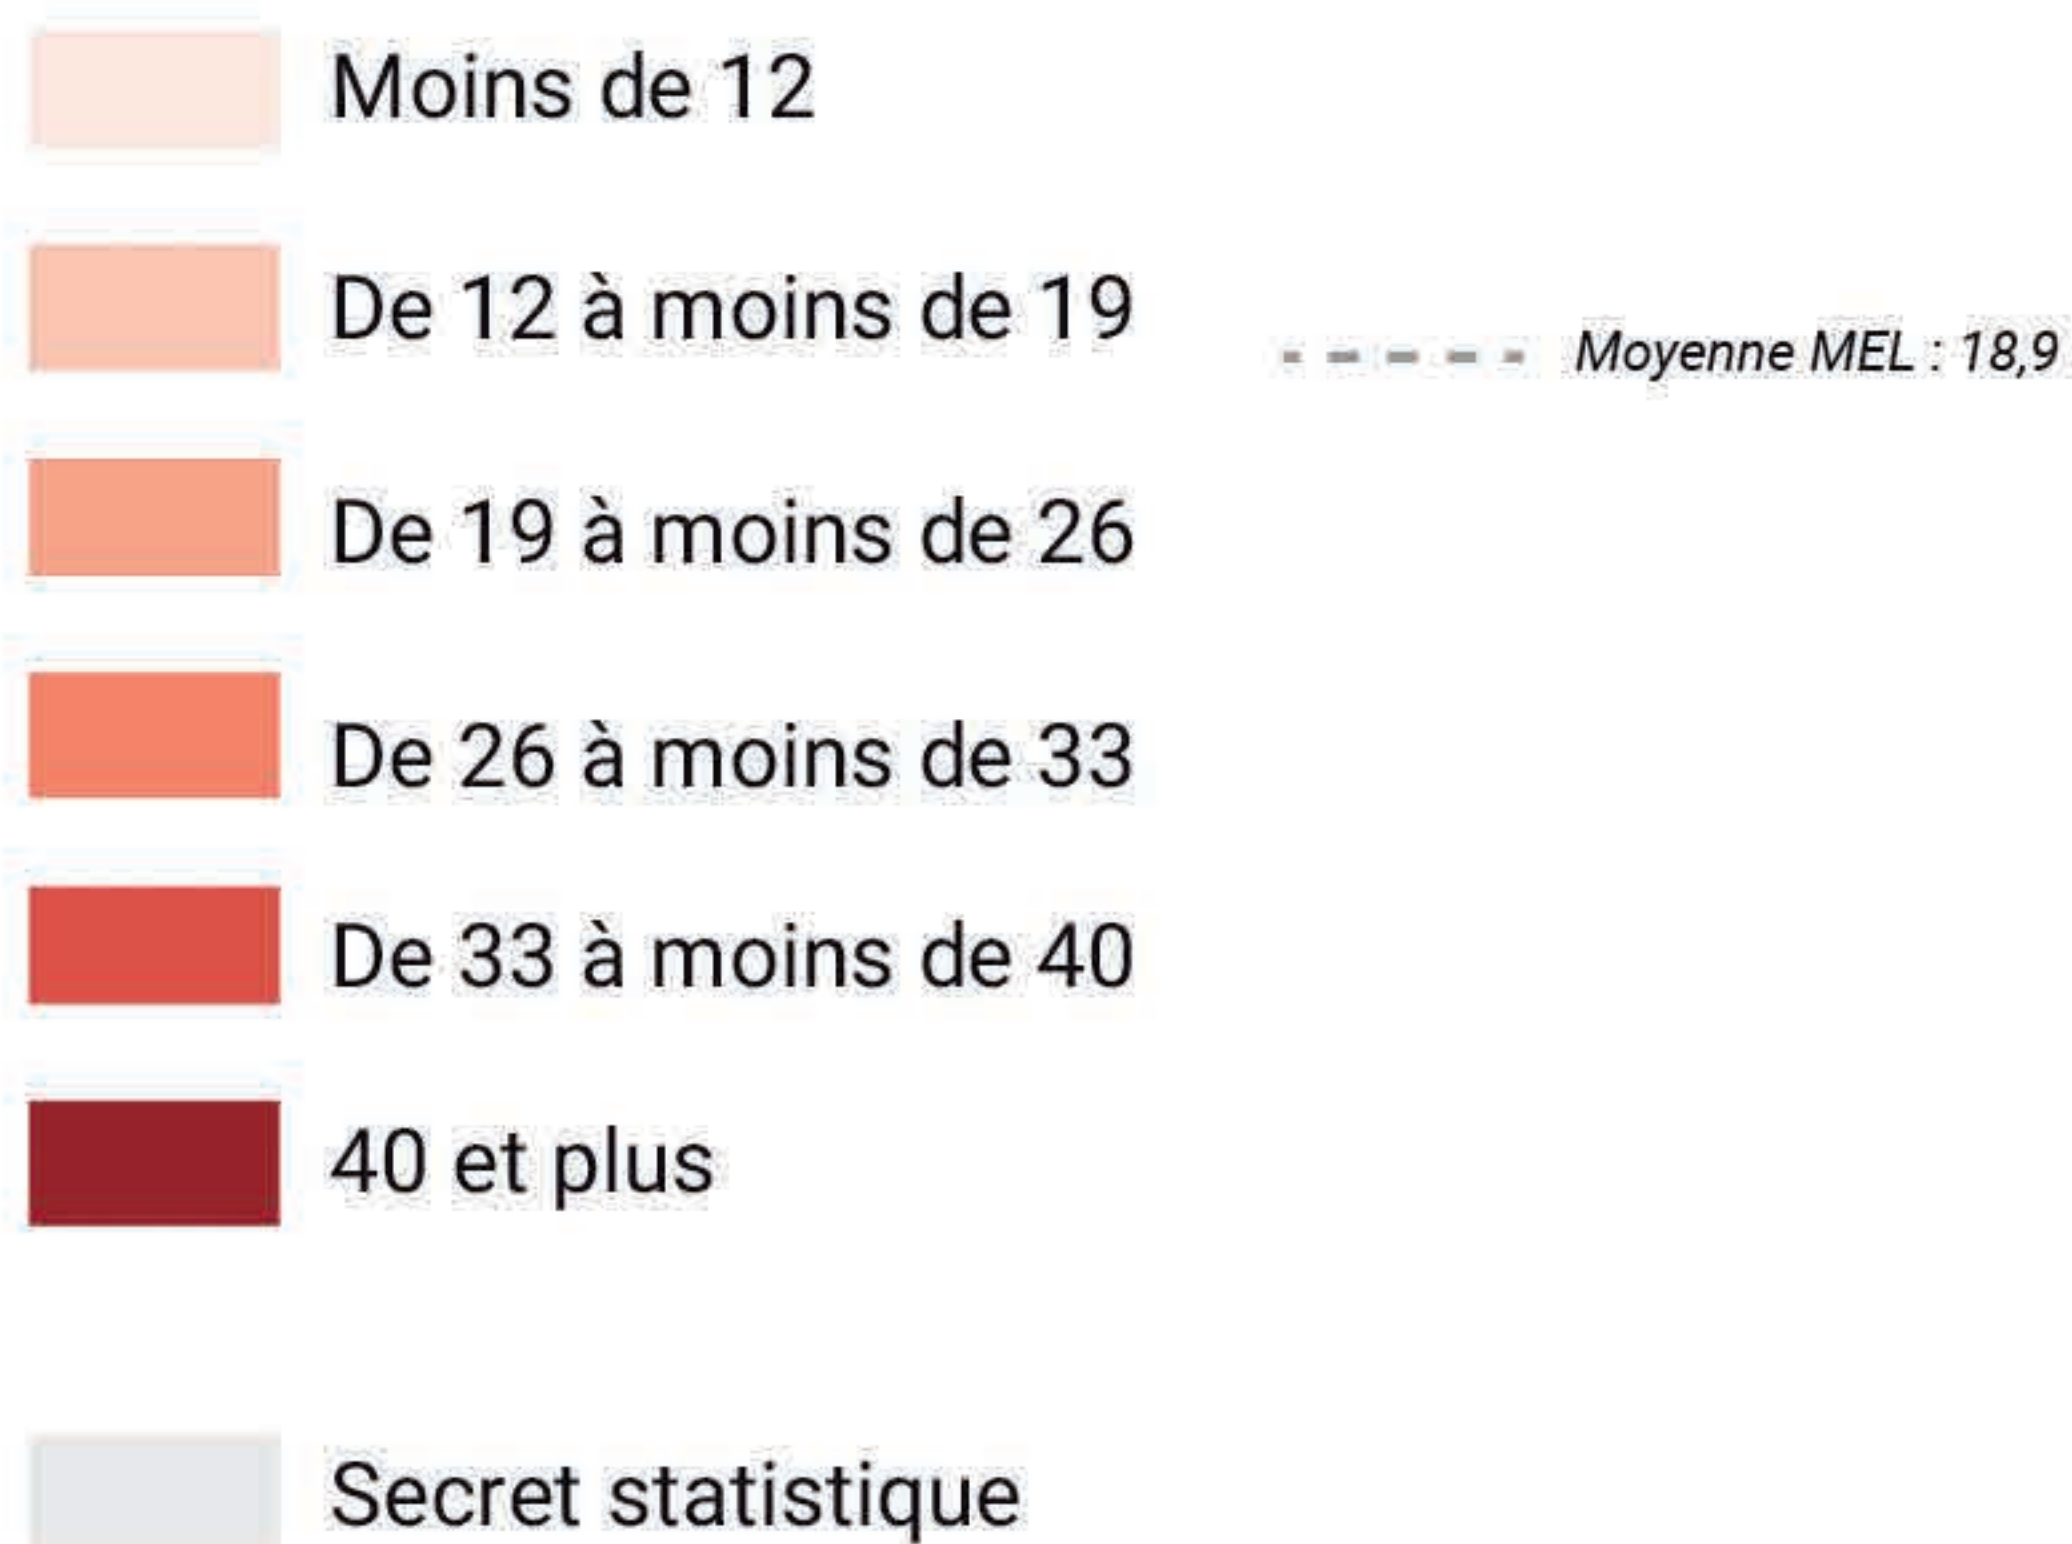 Moins de 12
De 12 à moins de 19
Moyenne MEL : 18,9
De 19 à moins de 26
De 26 à moins de 33
De 33 à moins de 40
40 et plus
Secret statistique